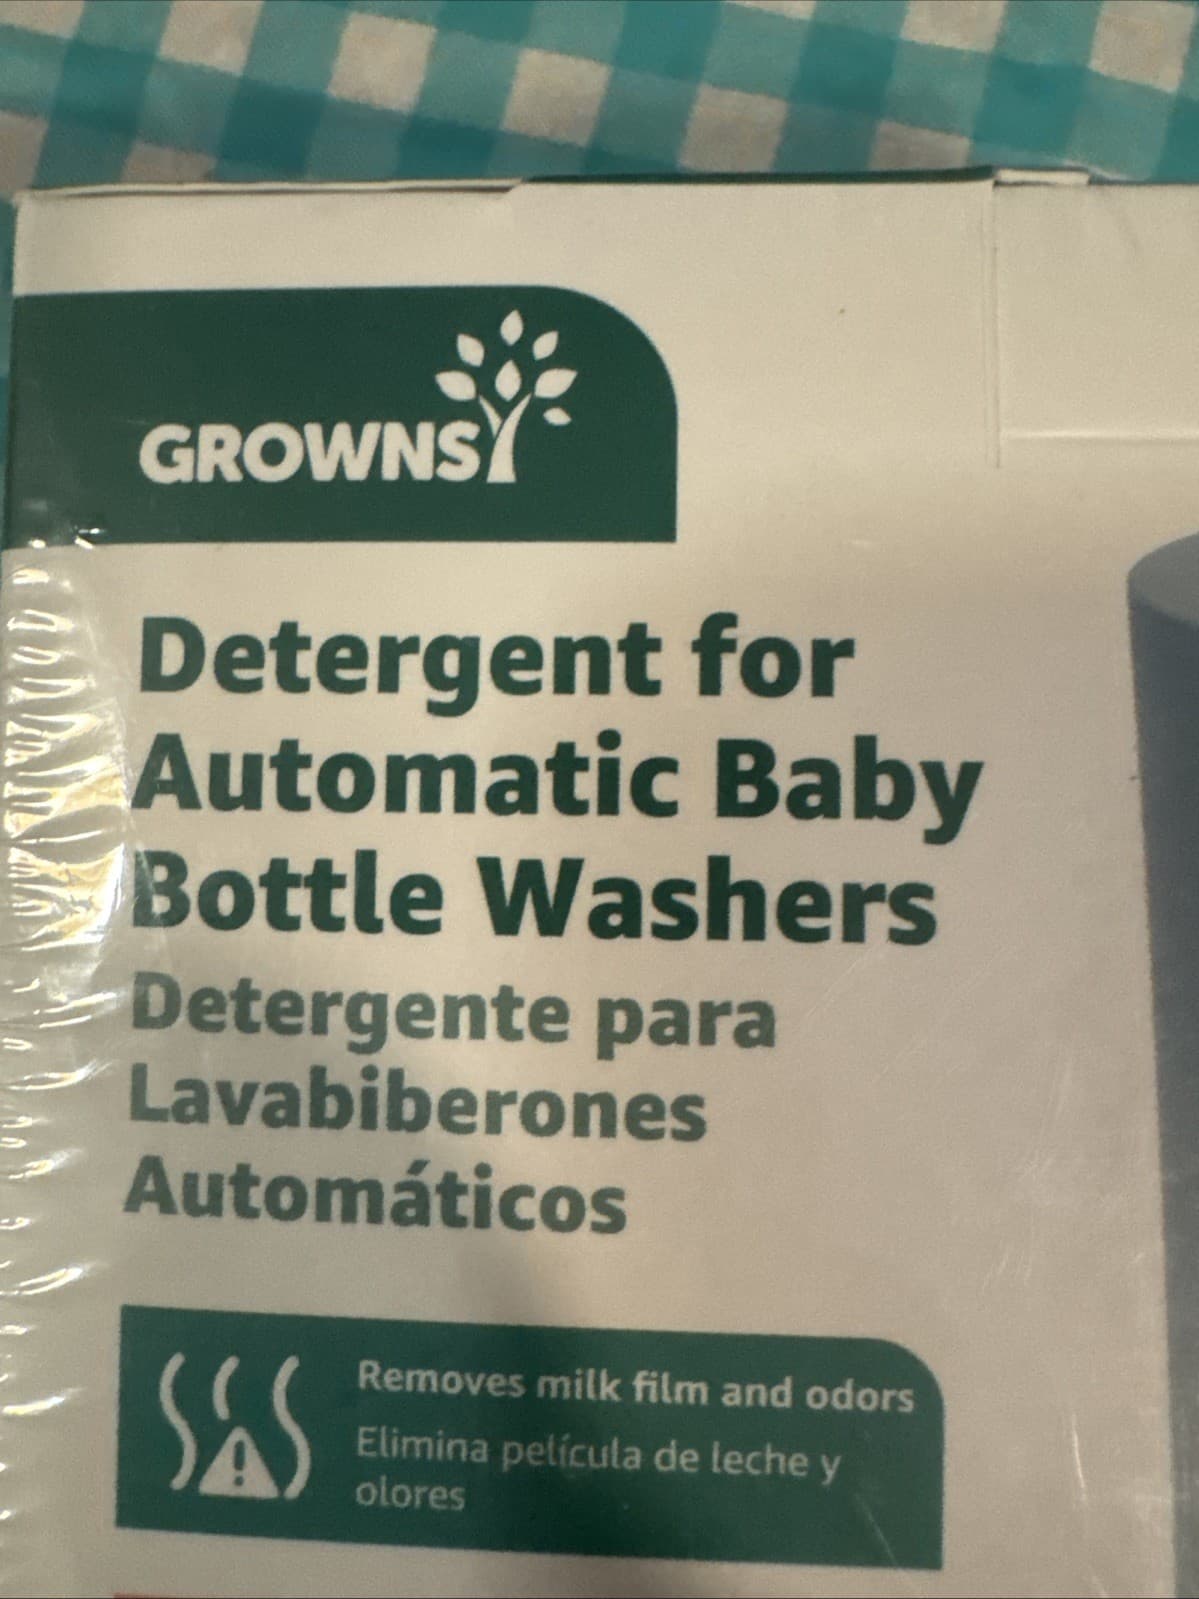 GROWNSY
Detergent for
Automatic Baby
Bottle Washers
Detergente para
Lavabiberones
Automáticos
Removes milk film and odors
Elimina película de leche y
olores